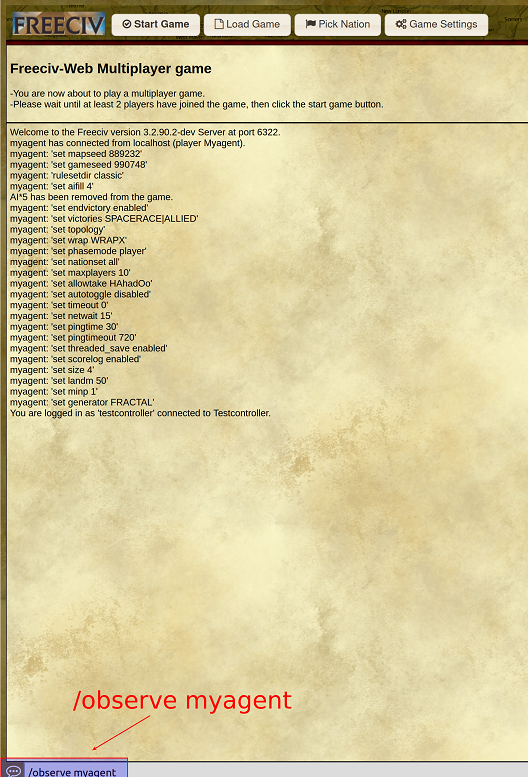 FREECIV Start Game Load Game Pick Nation Game Settings
Freeciv-Web Multiplayer game
-You are now about to play a multiplayer game.
-Please wait until at least 2 players have joined the game, then click the start game button.
Welcome to the Freeciv version 3.2.90.2-dev Server at port 6322.
myagent has connected from localhost (player Myagent).
myagent: 'set mapseed 889232'
myagent: 'set gameseed 990748'
myagent: 'rulesetdir classic'
myagent: 'set aifill 4'
AI*5 has been removed from the game.
myagent: 'set endvictory enabled'
myagent: 'set victories SPACERACE|ALLIED'
myagent: 'set topology'
myagent: 'set wrap WRAPX'
myagent: 'set phasemode player'
myagent: 'set nationset all'
myagent: 'set maxplayers 10'
myagent: 'set allowtake HAhadOo'
myagent: 'set autotoggle disabled'
myagent: 'set timeout 0'
myagent: 'set netwait 15'
myagent: 'set pingtime 30'
myagent: 'set pingtimeout 720'
myagent: 'set threaded_save enabled'
myagent: 'set scorelog enabled'
myagent: 'set size 4'
myagent: 'set landm 50'
myagent: 'set minp 1'
myagent: 'set generator FRACTAL'
You are logged in as 'testcontroller' connected to Testcontroller.
/observe myagent
/observe myagent